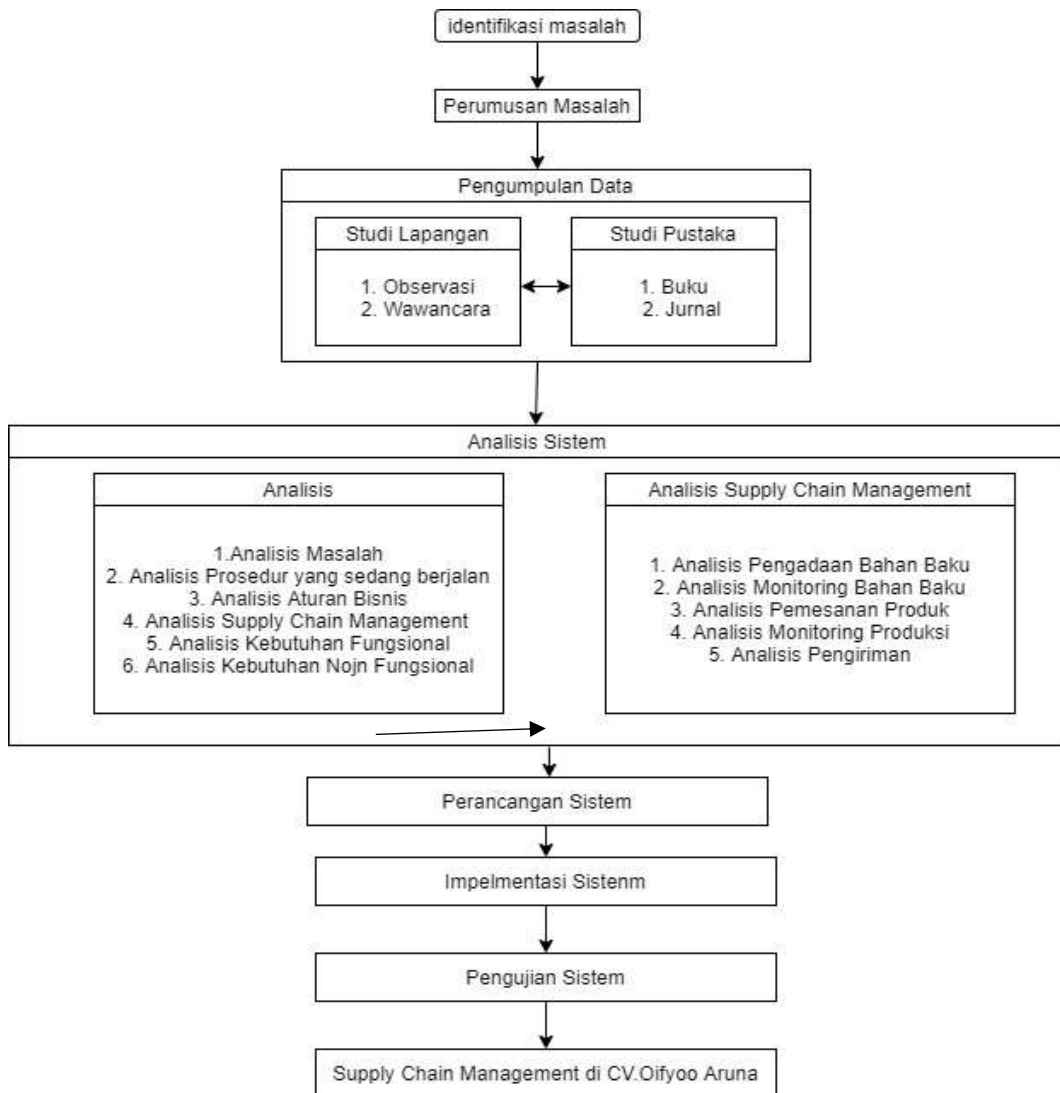 identifikasi masalah
Perumusan Masalah
Pengumpulan Data
Studi Lapangan
1. Observasi
2. Wawancara
Studi Pustaka
1. Buku
2. Jurnal
Analisis Sistem
Analisis
1.Analisis Masalah
2. Analisis Prosedur yang sedang berjalan
3. Analisis Aturan Bisnis
4. Analisis Supply Chain Management
5. Analisis Kebutuhan Fungsional
6. Analisis Kebutuhan Nojn Fungsional
Analisis Supply Chain Management
1. Analisis Pengadaan Bahan Baku
2. Analisis Monitoring Bahan Baku
3. Analisis Pemesanan Produk
4. Analisis Monitoring Produksi
5. Analisis Pengiriman
Perancangan Sistem
Impelmentasi Sistenm
Pengujian Sistem
Supply Chain Management di CV.Oifyoo Aruna